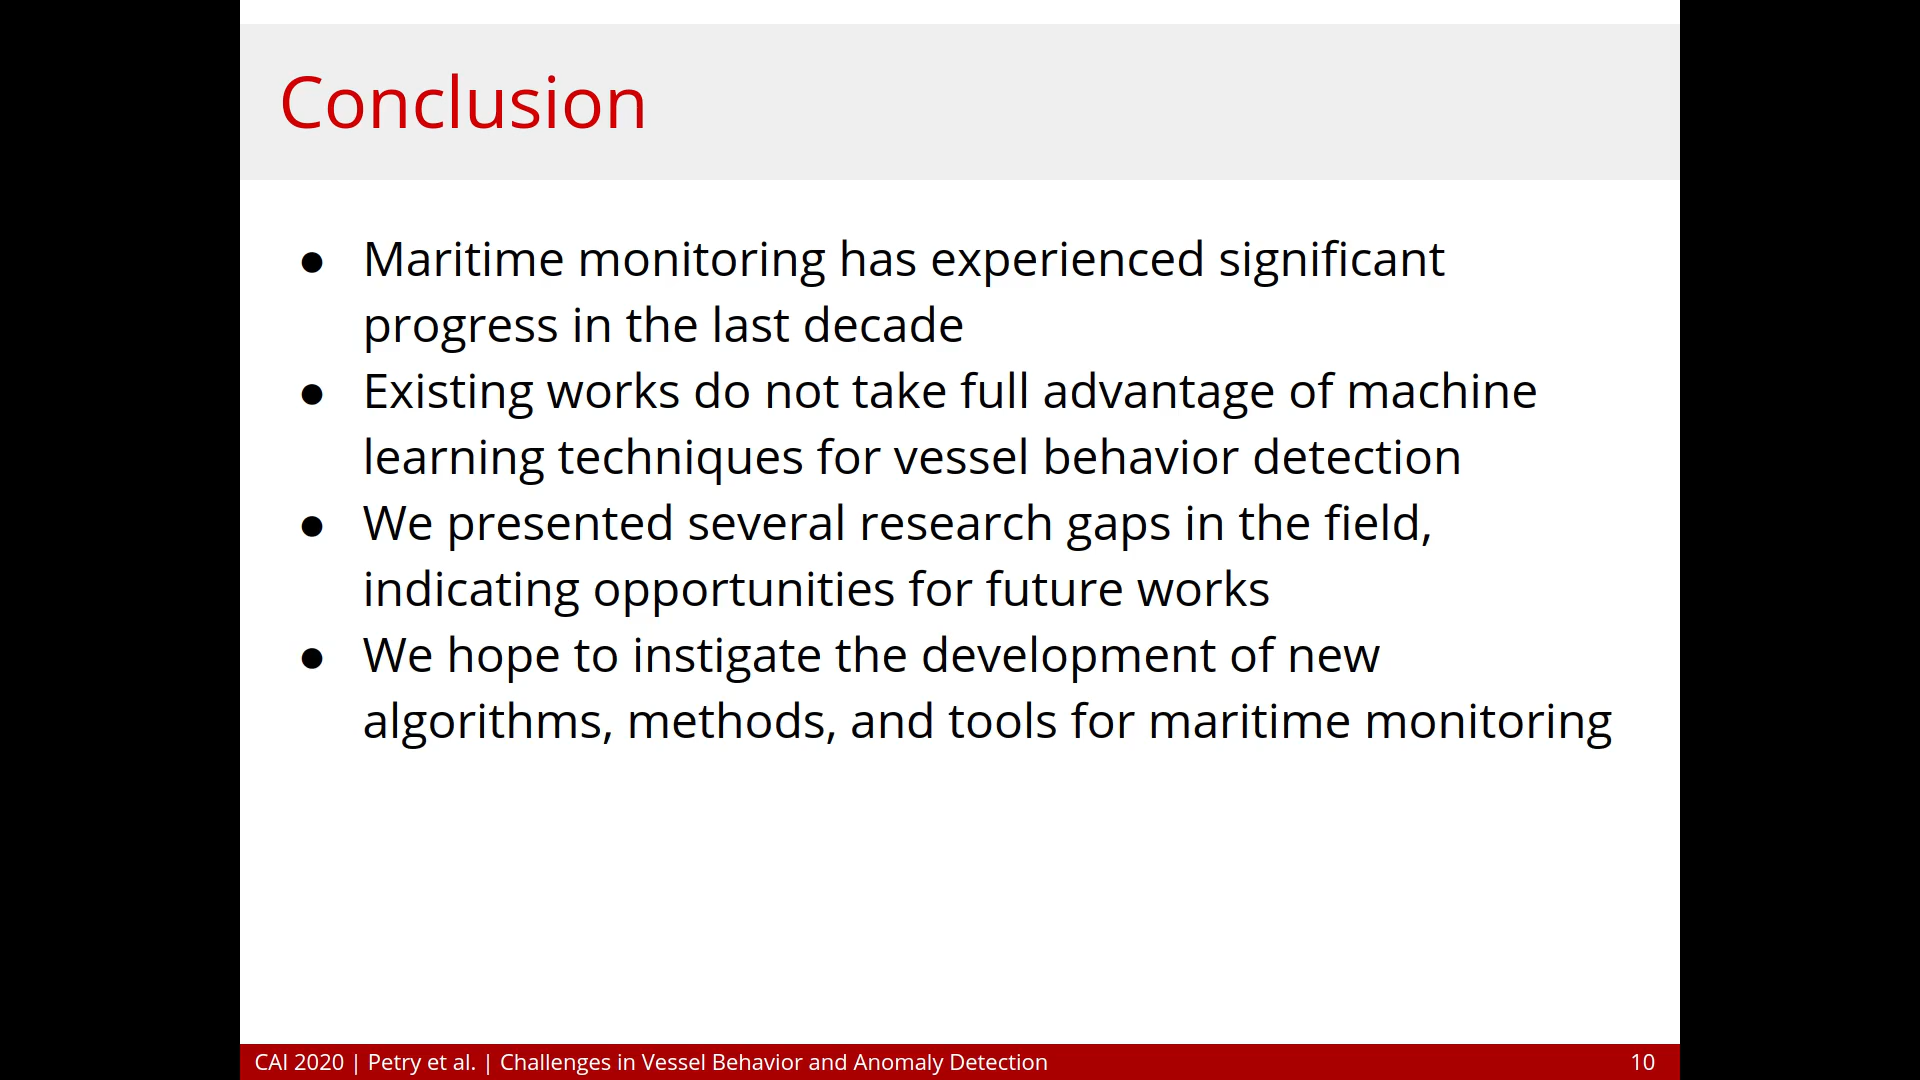 Conclusion
● Maritime monitoring has experienced significant
progress in the last decade
● Existing works do not take full advantage of machine
learning techniques for vessel behavior detection
● We presented several research gaps in the field,
indicating opportunities for future works
● We hope to instigate the development of new
algorithms, methods, and tools for maritime monitoring
CAI 2020 | Petry et al. | Challenges in Vessel Behavior and Anomaly Detection 10